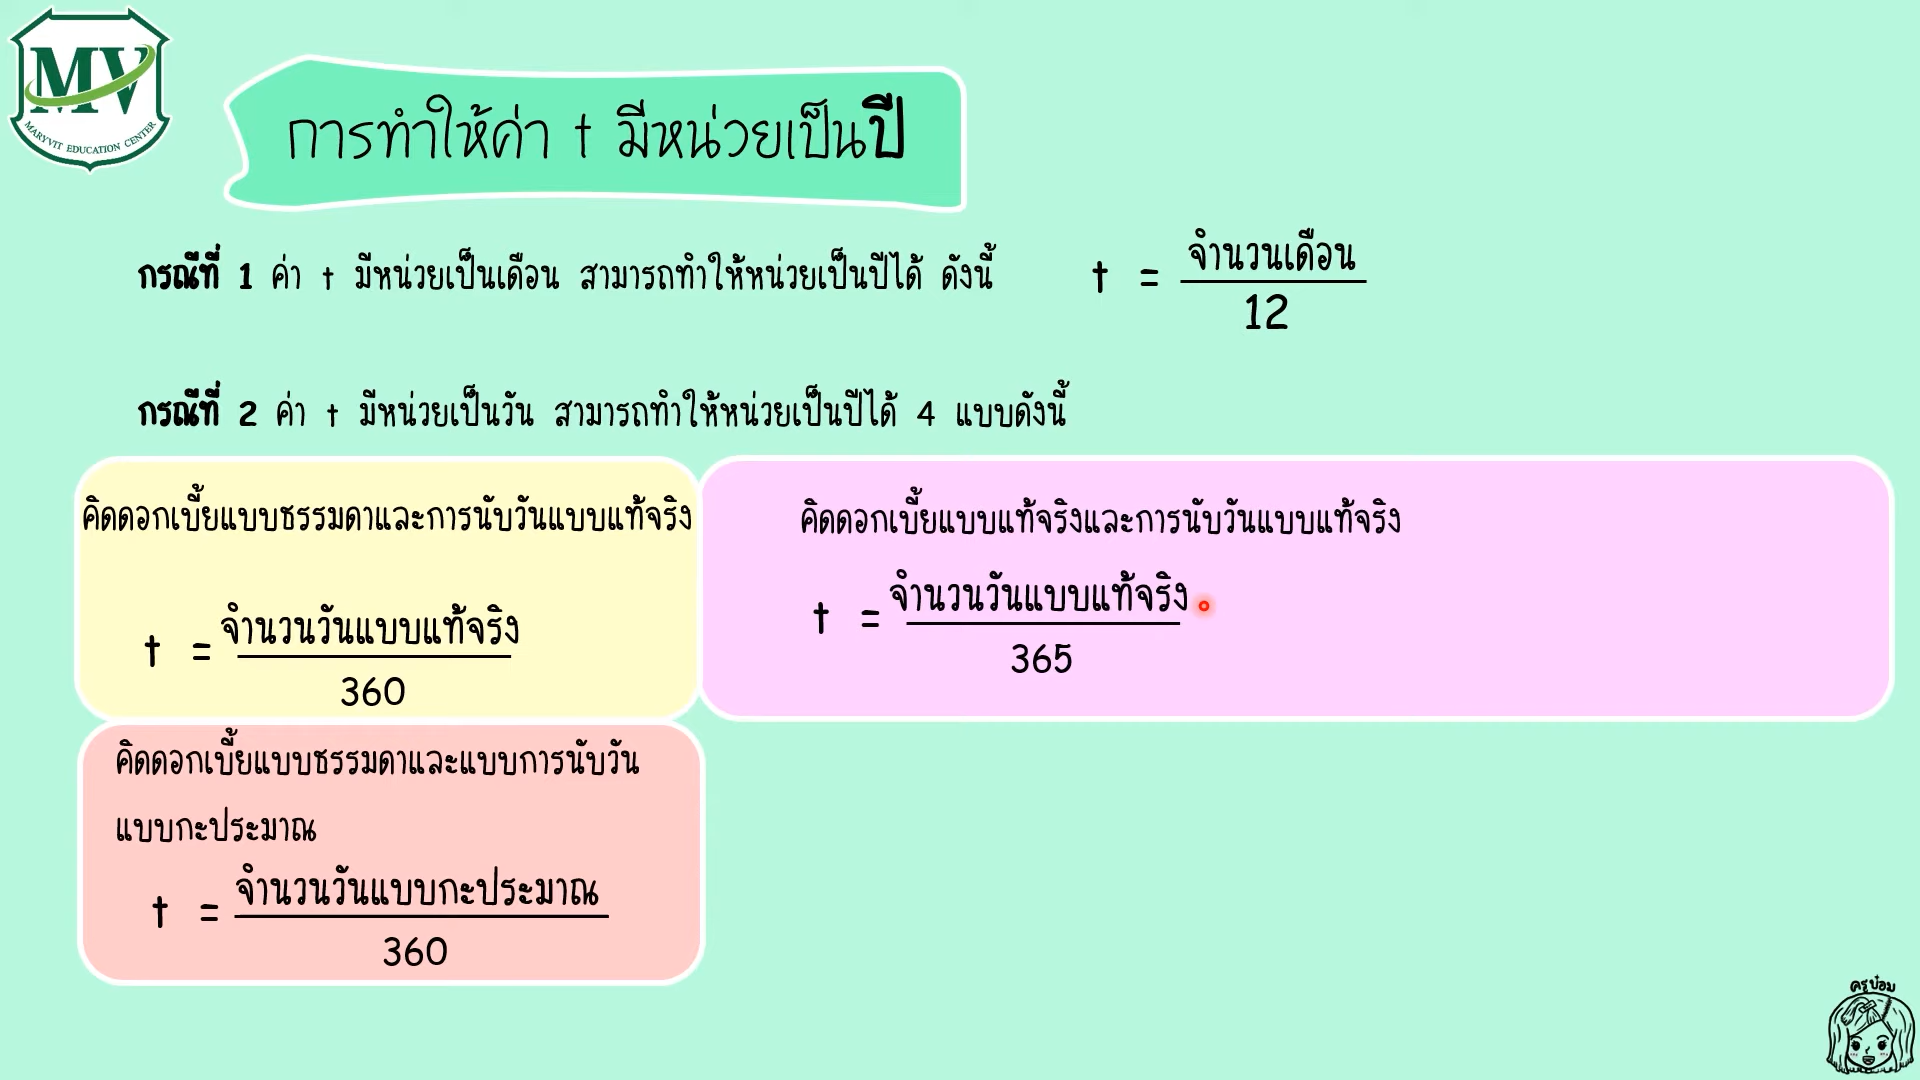 MV
MARYVIT EDUCATION CENTER
การทำให้ค่า t มีหน่วยเป็นปี
กรณีที่ 1 ค่า t มีหน่วยเป็นเดือน สามารถทำให้หน่วยเป็นปีได้ ดังนี้
t = จำนวนเดือน
12
กรณีที่ 2 ค่า t มีหน่วยเป็นวัน สามารถทำให้หน่วยเป็นปีได้ 4 แบบดังนี้
คิดดอกเบี้ยแบบธรรมดาและการนับวันแบบแท้จริง
t = จำนวนวันแบบแท้จริง
360
คิดดอกเบี้ยแบบแท้จริงและการนับวันแบบแท้จริง
t = จำนวนวันแบบแท้จริง
365
คิดดอกเบี้ยแบบธรรมดาและแบบการนับวัน
แบบกะประมาณ
t = จำนวนวันแบบกะประมาณ
360
ครูป๋อม